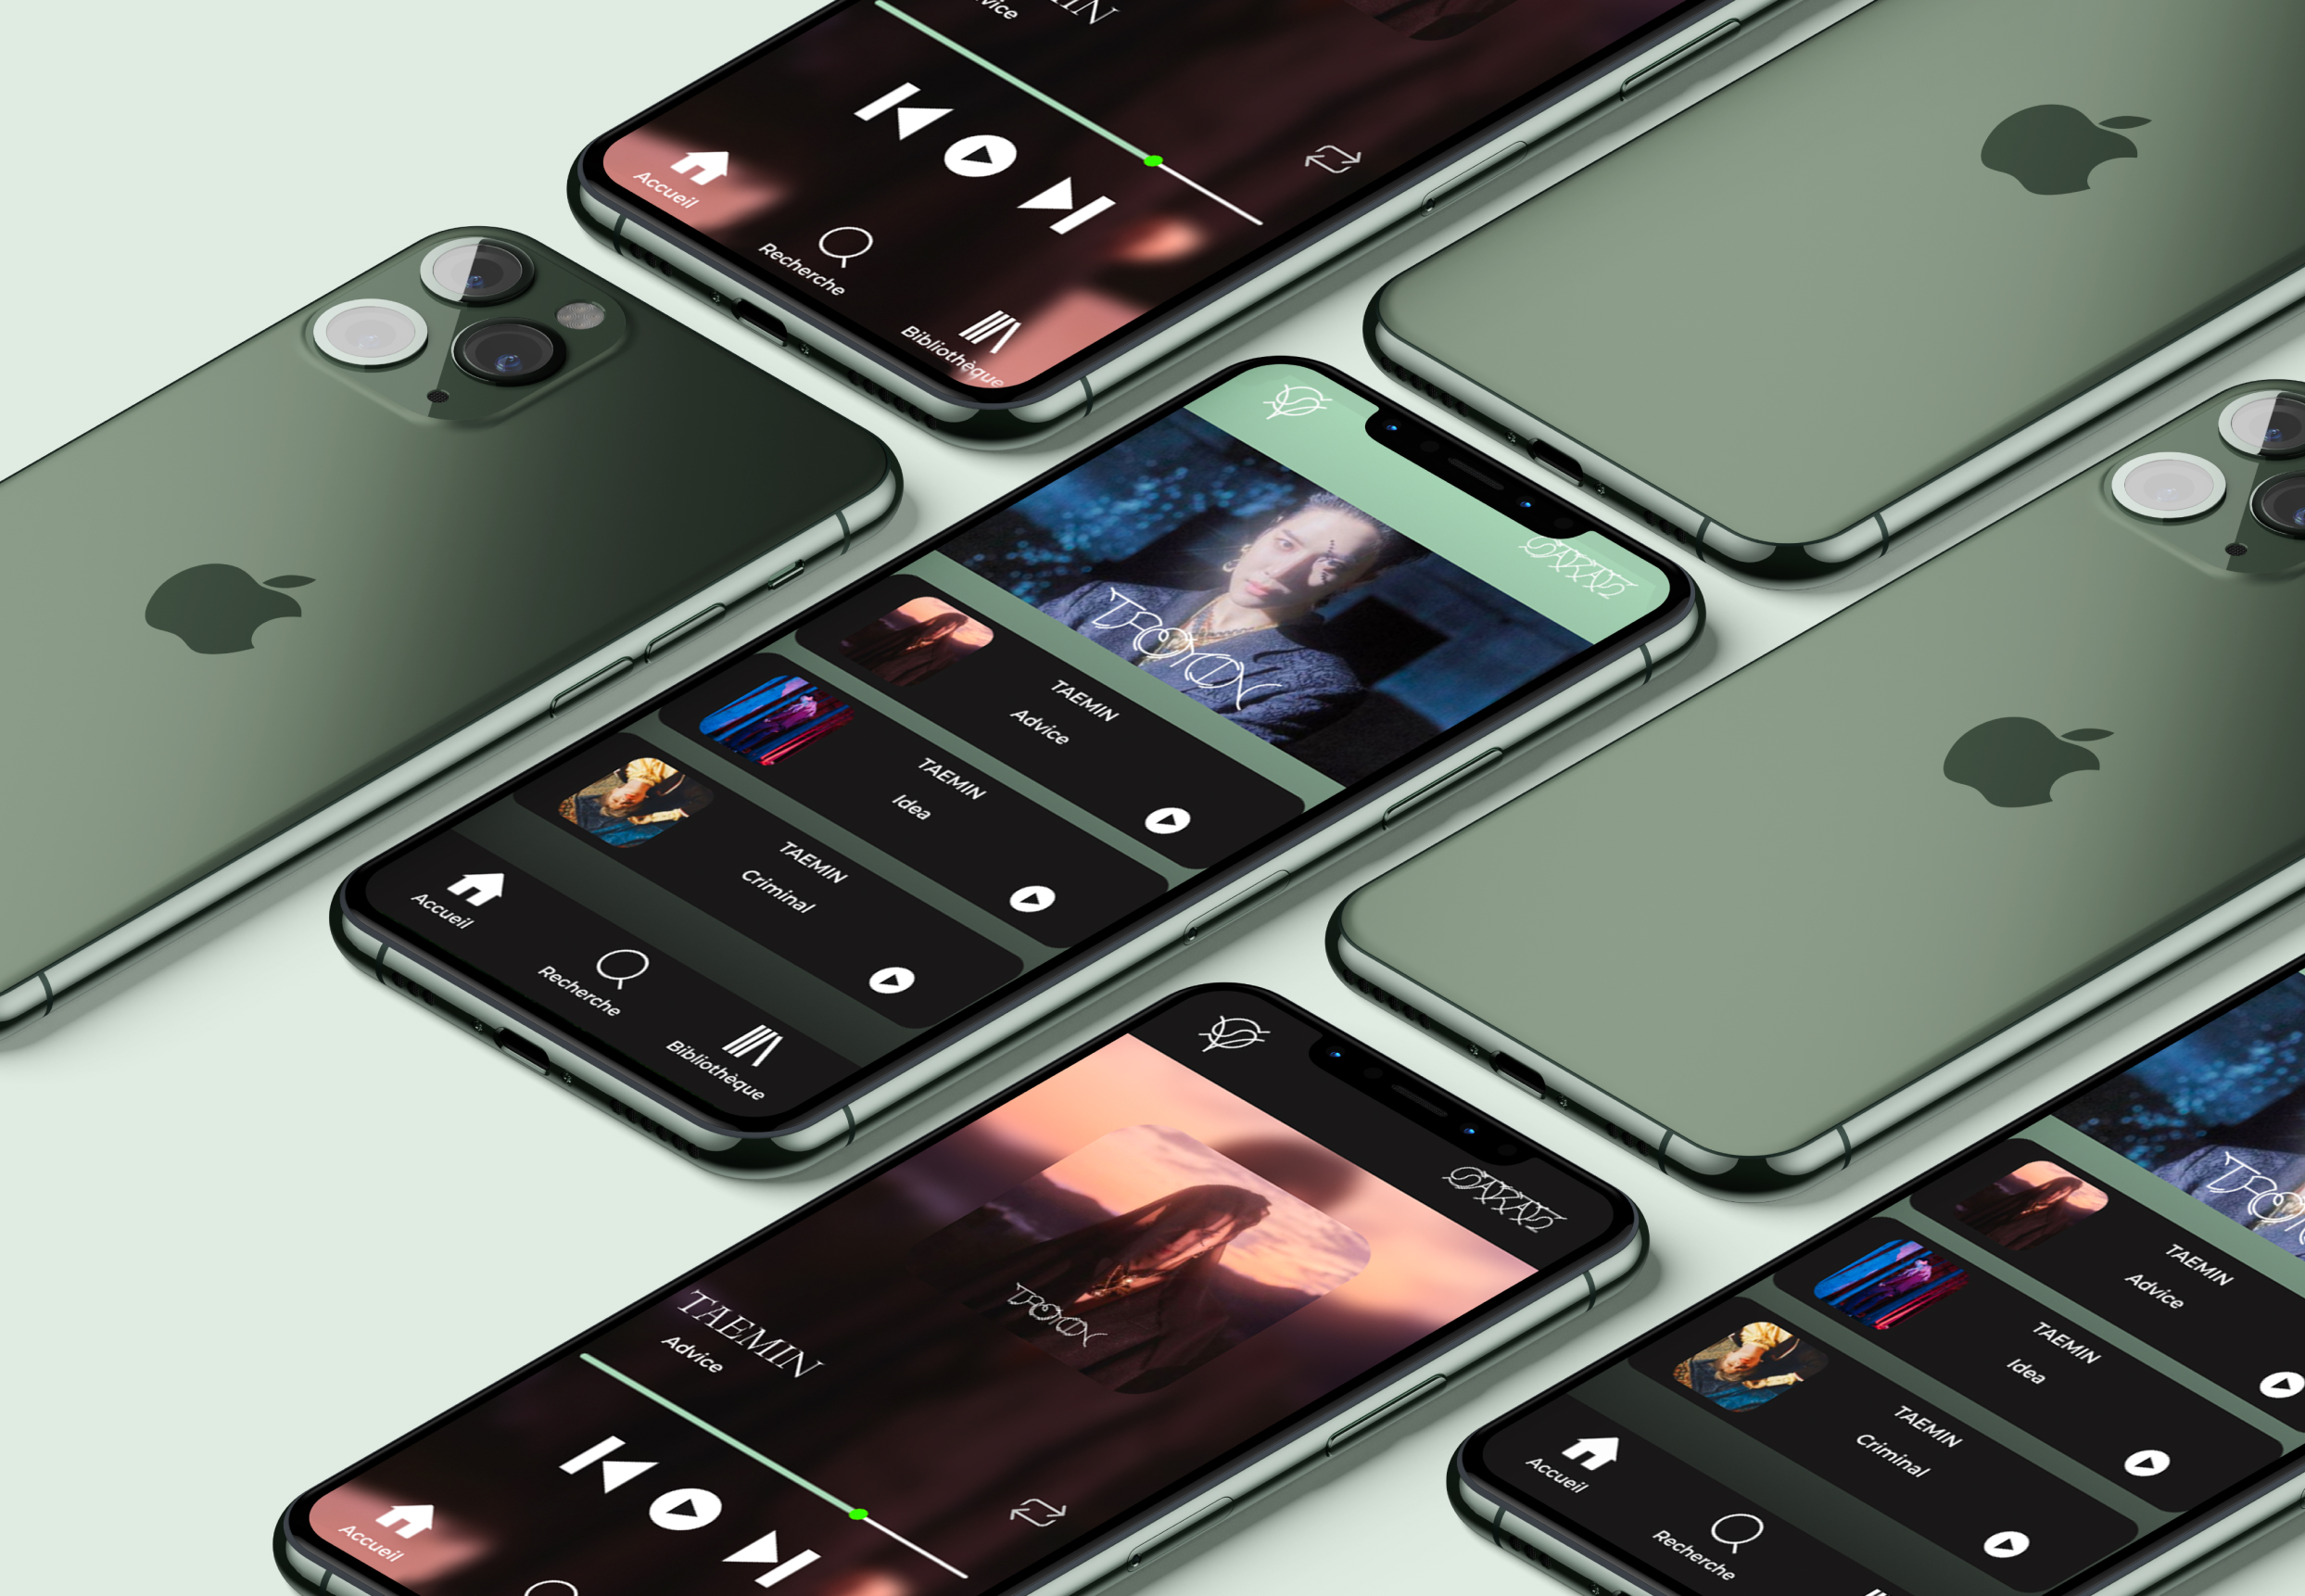 MIN
Accueil
Recherche
Bibliothèque
TAEMIN
Advice
TAEMIN
Idea
TAEMIN
Criminal
Accueil
Recherche
Bibliothèque
TAEMIN
Advice
Accueil
TAEMIN
Advice
TAEMIN
Idea
TAEMIN
Criminal
Accueil
Recherche